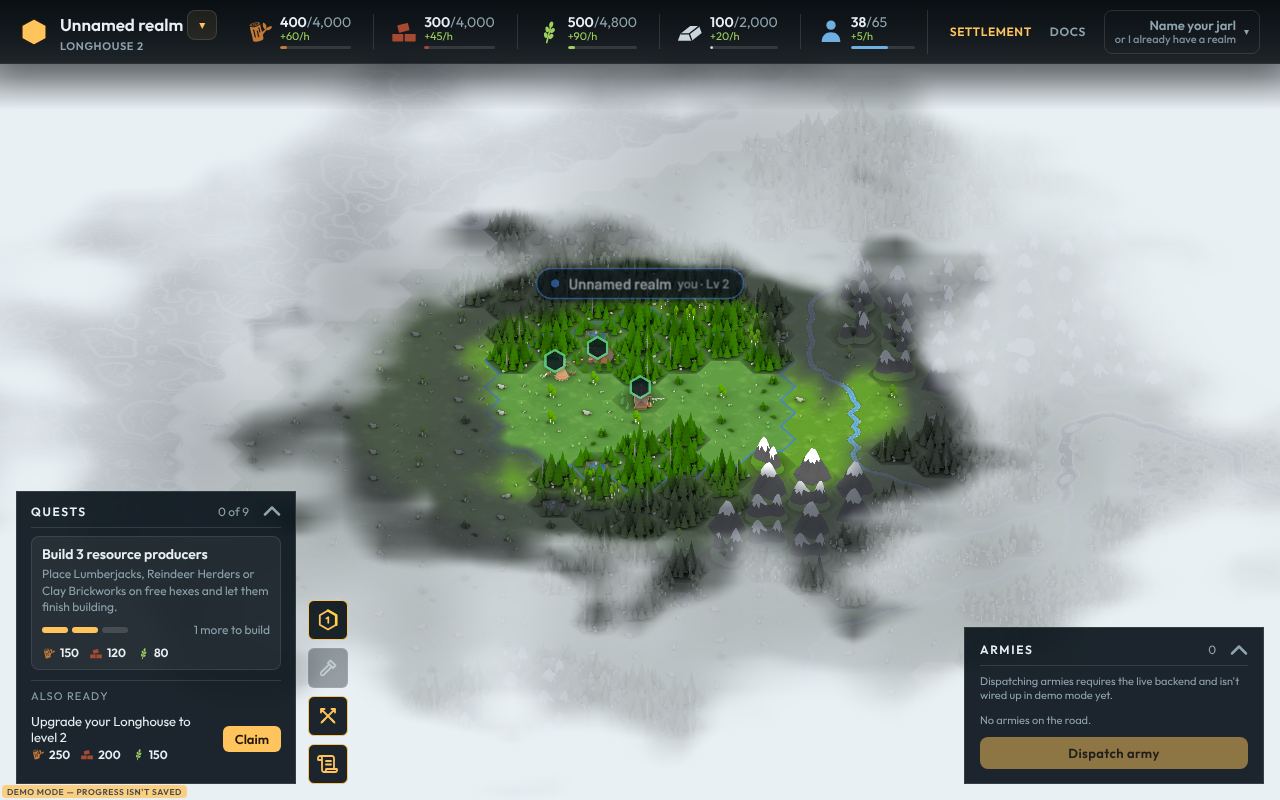 Unnamed realm
LONGHOUSE 2
400/4,000
+60/h
300/4,000
+45/h
500/4,800
+90/h
100/2,000
+20/h
38/65
+5/h
SETTLEMENT
DOCS
Name your jarl
or I already have a realm
Unnamed realm you · Lv 2
QUESTS
0 of 9
Build 3 resource producers
Place Lumberjacks, Reindeer Herders or
Clay Brickworks on free hexes and let them
finish building.
1 more to build
150 120 80
ALSO READY
Upgrade your Longhouse to
level 2
Claim
250 200 150
1
ARMIES
0
Dispatching armies requires the live backend and isn't
wired up in demo mode yet.
No armies on the road.
Dispatch army
DEMO MODE — PROGRESS ISN'T SAVED